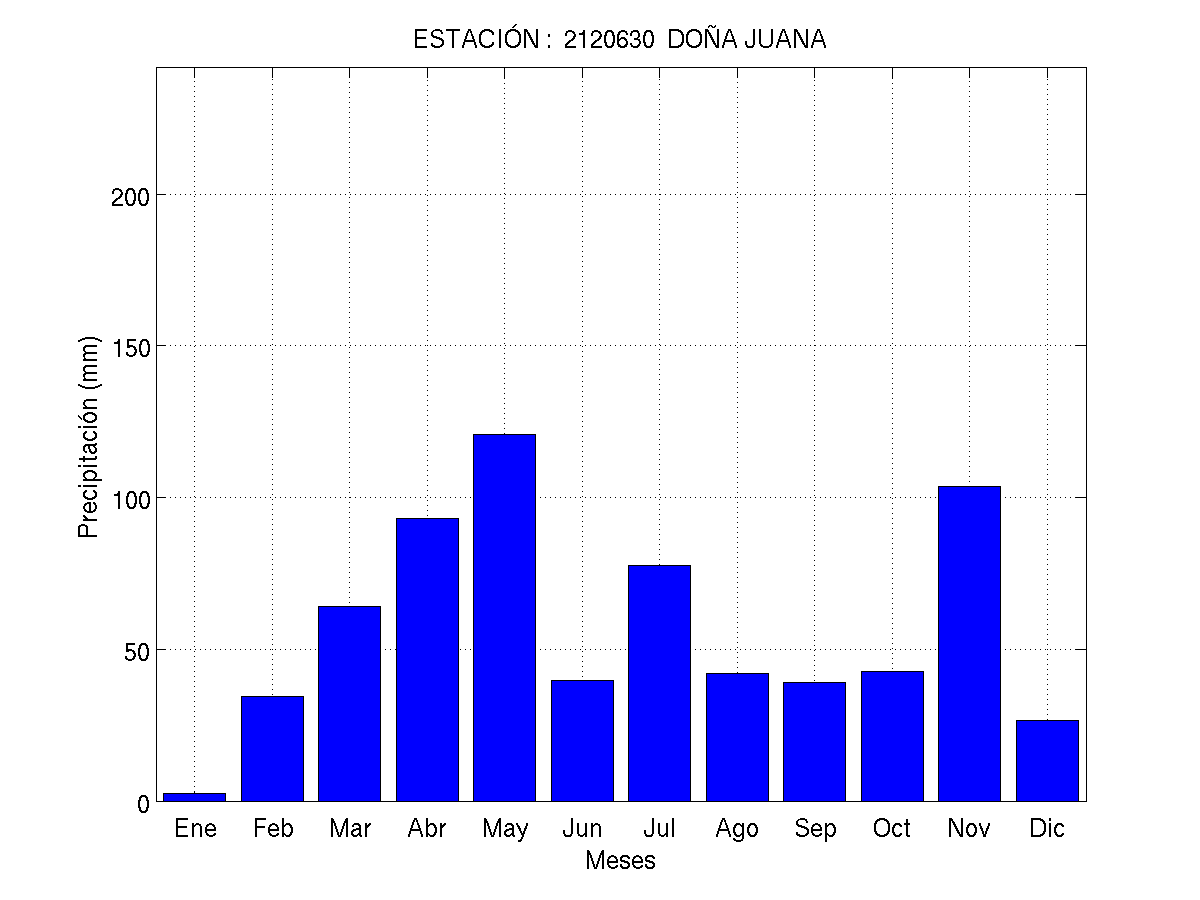 ESTACIÓN : 2120630 DOÑA JUANA
200
150
100
50
0
Precipitación (mm)
Ene Feb Mar Abr May Jun Jul Ago Sep Oct Nov Dic
Meses